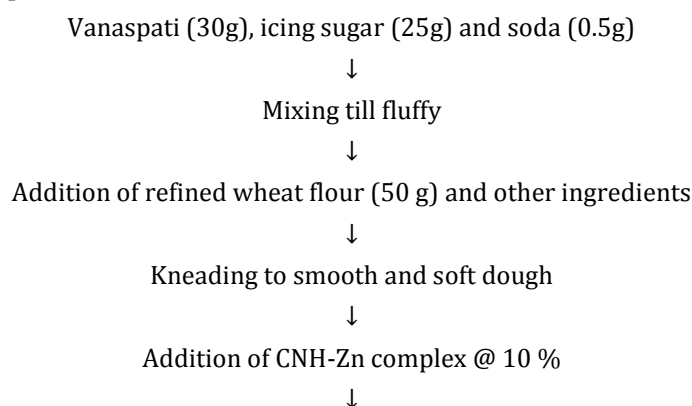 Vanaspati (30g), icing sugar (25g) and soda (0.5g)
↓
Mixing till fluffy
↓
Addition of refined wheat flour (50 g) and other ingredients
↓
Kneading to smooth and soft dough
↓
Addition of CNH-Zn complex @ 10 %
↓